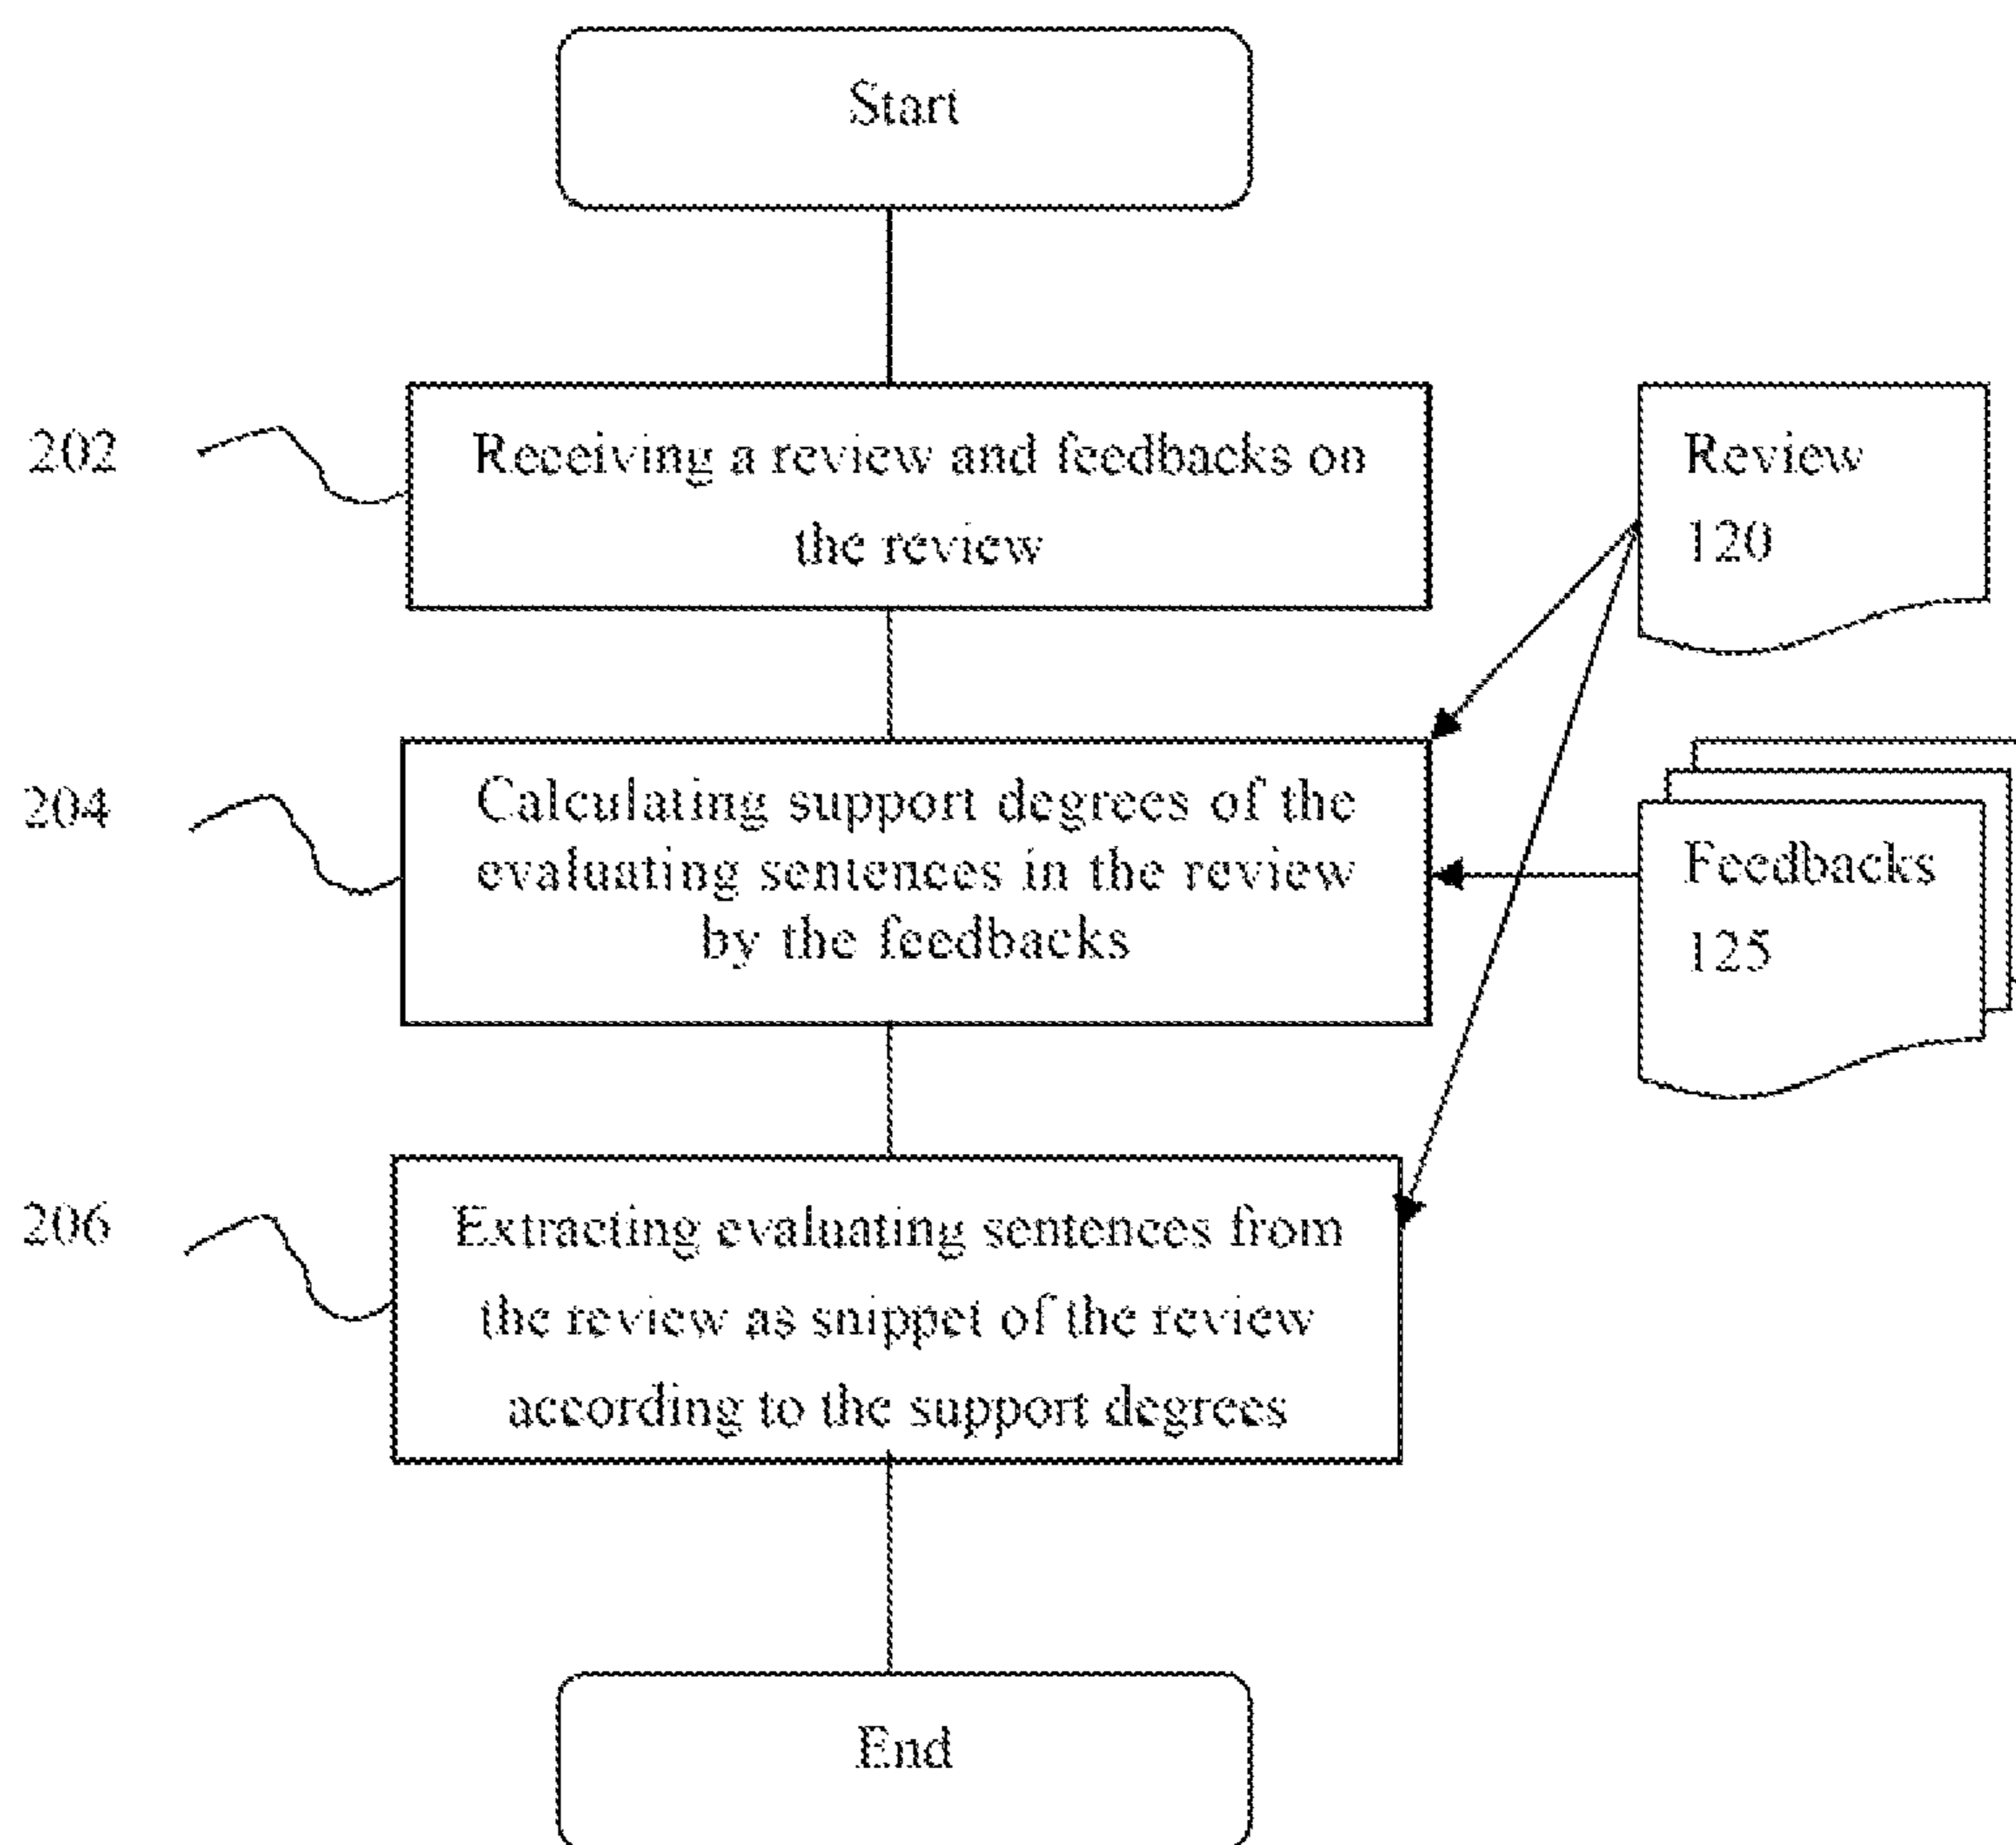 Start
202
Receiving a review and feedbacks on
the review
Review
120
204
Calculating support degrees of the
evaluating sentences in the review
by the feedbacks
Feedbacks
125
206
Extracting evaluating sentences from
the review as snippet of the review
according to the support degrees
End